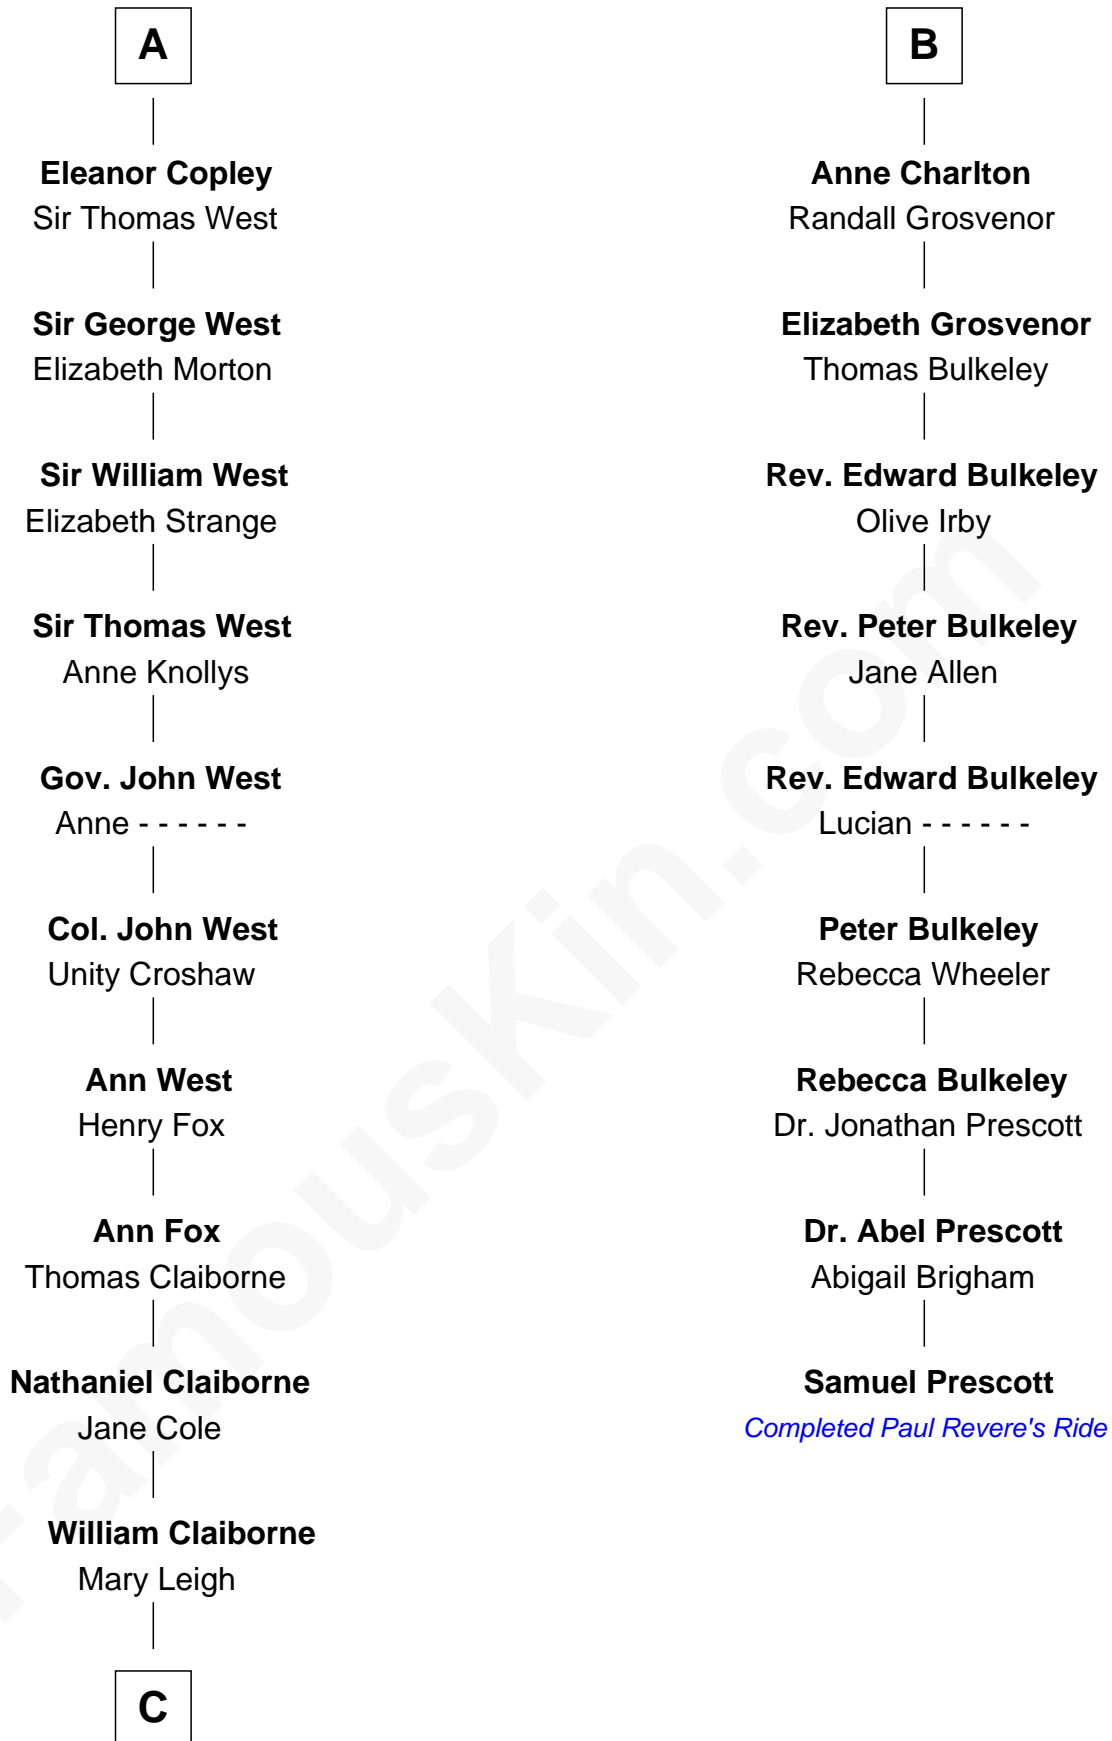 A
Eleanor Copley
Sir Thomas West
Sir George West
Elizabeth Morton
Sir William West
Elizabeth Strange
Sir Thomas West
Anne Knollys
Gov. John West
Anne - - - - - -
Col. John West
Unity Croshaw
Ann West
Henry Fox
Ann Fox
Thomas Claiborne
Nathaniel Claiborne
Jane Cole
William Claiborne
Mary Leigh
C
B
Anne Charlton
Randall Grosvenor
Elizabeth Grosvenor
Thomas Bulkeley
Rev. Edward Bulkeley
Olive Irby
Rev. Peter Bulkeley
Jane Allen
Rev. Edward Bulkeley
Lucian - - - - - -
Peter Bulkeley
Rebecca Wheeler
Rebecca Bulkeley
Dr. Jonathan Prescott
Dr. Abel Prescott
Abigail Brigham
Samuel Prescott
Completed Paul Revere's Ride
FamousKin.com